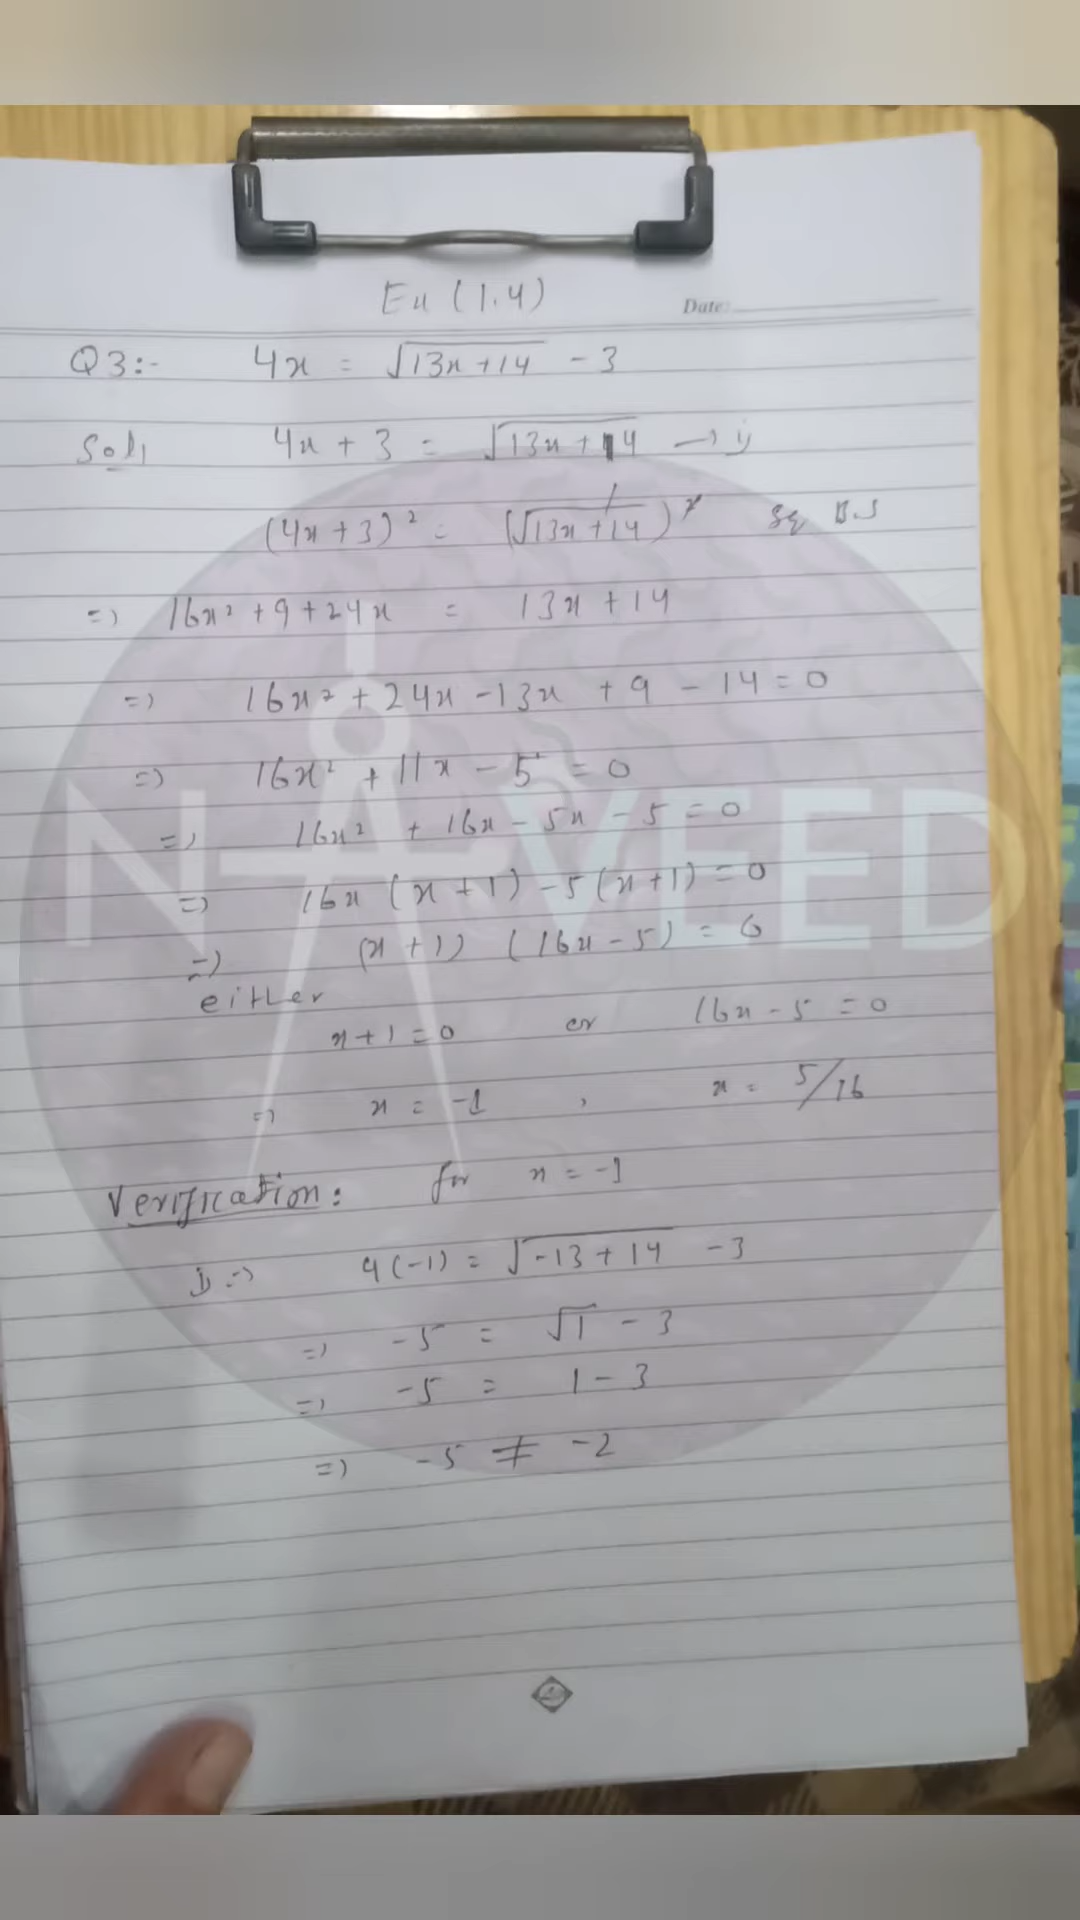 Ex (1.4)
Date:
Q3:- 4x = √13x+14 - 3
Sol, 4x + 3 = √13x+14 → i)
(4x+3)² = (√13x+14)² Sq B.S
=> 16x² + 9 + 24x = 13x + 14
=> 16x² + 24x - 13x + 9 - 14 = 0
=> 16x² + 11x - 5 = 0
=> 16x² + 16x - 5x - 5 = 0
=> 16x (x+1) - 5(x+1) = 0
=> (x+1) (16x-5) = 0
either
x+1 = 0 or 16x-5 = 0
=> x = -1 , x = 5/16
Verification: for x = -1
i) => 4(-1) = √-13+14 - 3
=> -5 = √1 - 3
=> -5 = 1 - 3
=> -5 ≠ -2
NAVEED